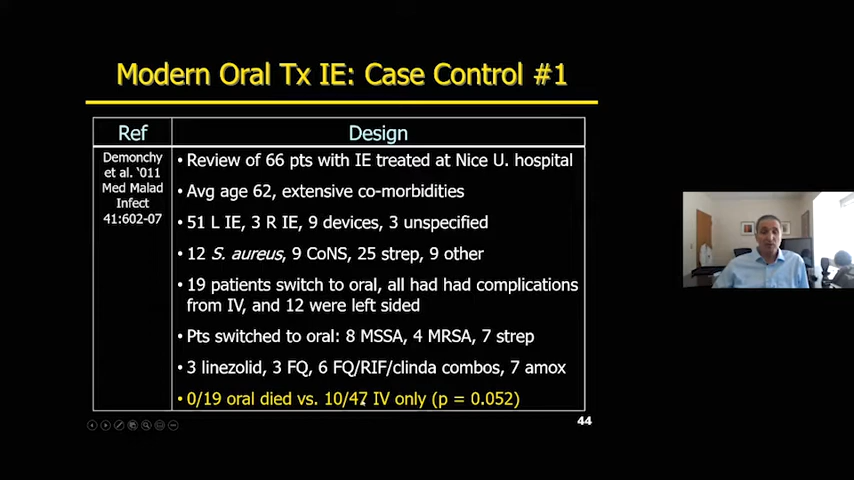 Modern Oral Tx IE: Case Control #1
Ref
Design
Demonchy
et al. '011
Med Malad
Infect
41:602-07
• Review of 66 pts with IE treated at Nice U. hospital
• Avg age 62, extensive co-morbidities
• 51 L IE, 3 R IE, 9 devices, 3 unspecified
• 12 S. aureus, 9 CoNS, 25 strep, 9 other
• 19 patients switch to oral, all had had complications
from IV, and 12 were left sided
• Pts switched to oral: 8 MSSA, 4 MRSA, 7 strep
• 3 linezolid, 3 FQ, 6 FQ/RIF/clinda combos, 7 amox
• 0/19 oral died vs. 10/47 IV only (p = 0.052)
44